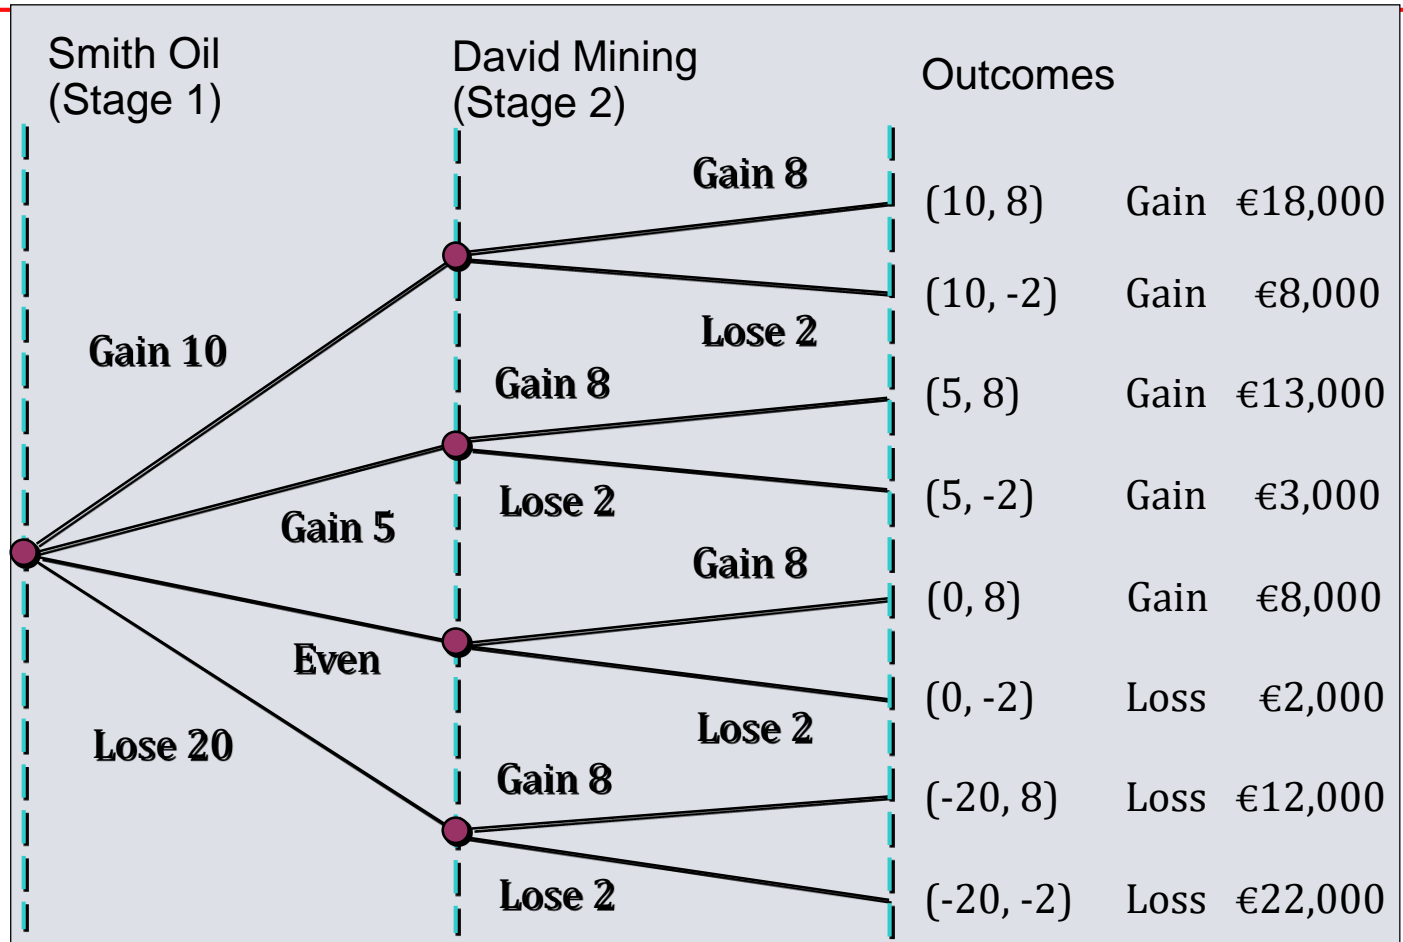 Smith Oil
(Stage 1)
David Mining
(Stage 2)
Outcomes
Gain 8
(10, 8) Gain €18,000
(10, -2) Gain €8,000
Lose 2
Gain 10
Gain 8
(5, 8) Gain €13,000
Lose 2
(5, -2) Gain €3,000
Gain 5
Gain 8
(0, 8) Gain €8,000
Even
(0, -2) Loss €2,000
Lose 2
Lose 20
Gain 8
(-20, 8) Loss €12,000
Lose 2
(-20, -2) Loss €22,000